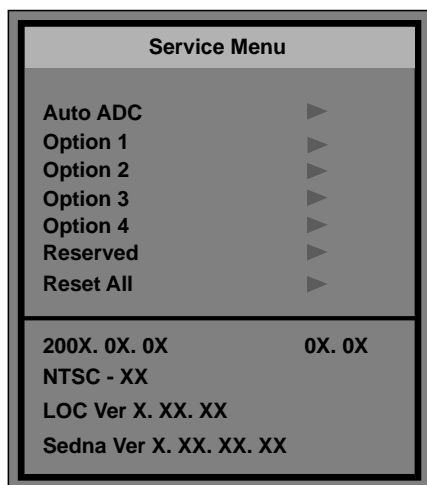 Service Menu
Auto ADC
Option 1
Option 2
Option 3
Option 4
Reserved
Reset All
200X. 0X. 0X 0X. 0X
NTSC - XX
LOC Ver X. XX. XX
Sedna Ver X. XX. XX. XX